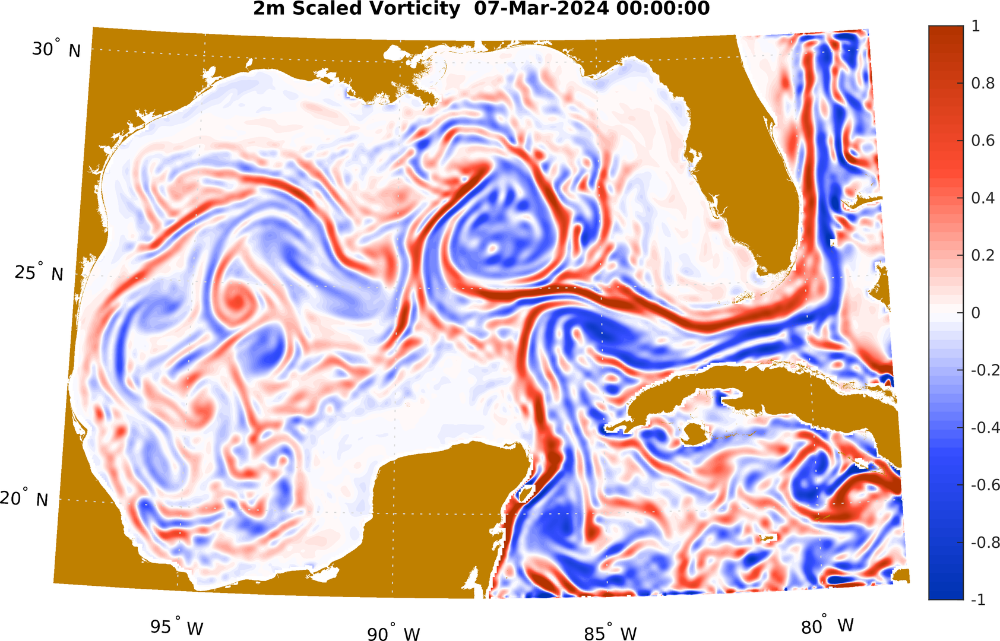 2m Scaled Vorticity  07-Mar-2024 00:00:00
30° N
25° N
20° N
95° W
90° W
85° W
80° W
1
0.8
0.6
0.4
0.2
0
-0.2
-0.4
-0.6
-0.8
-1